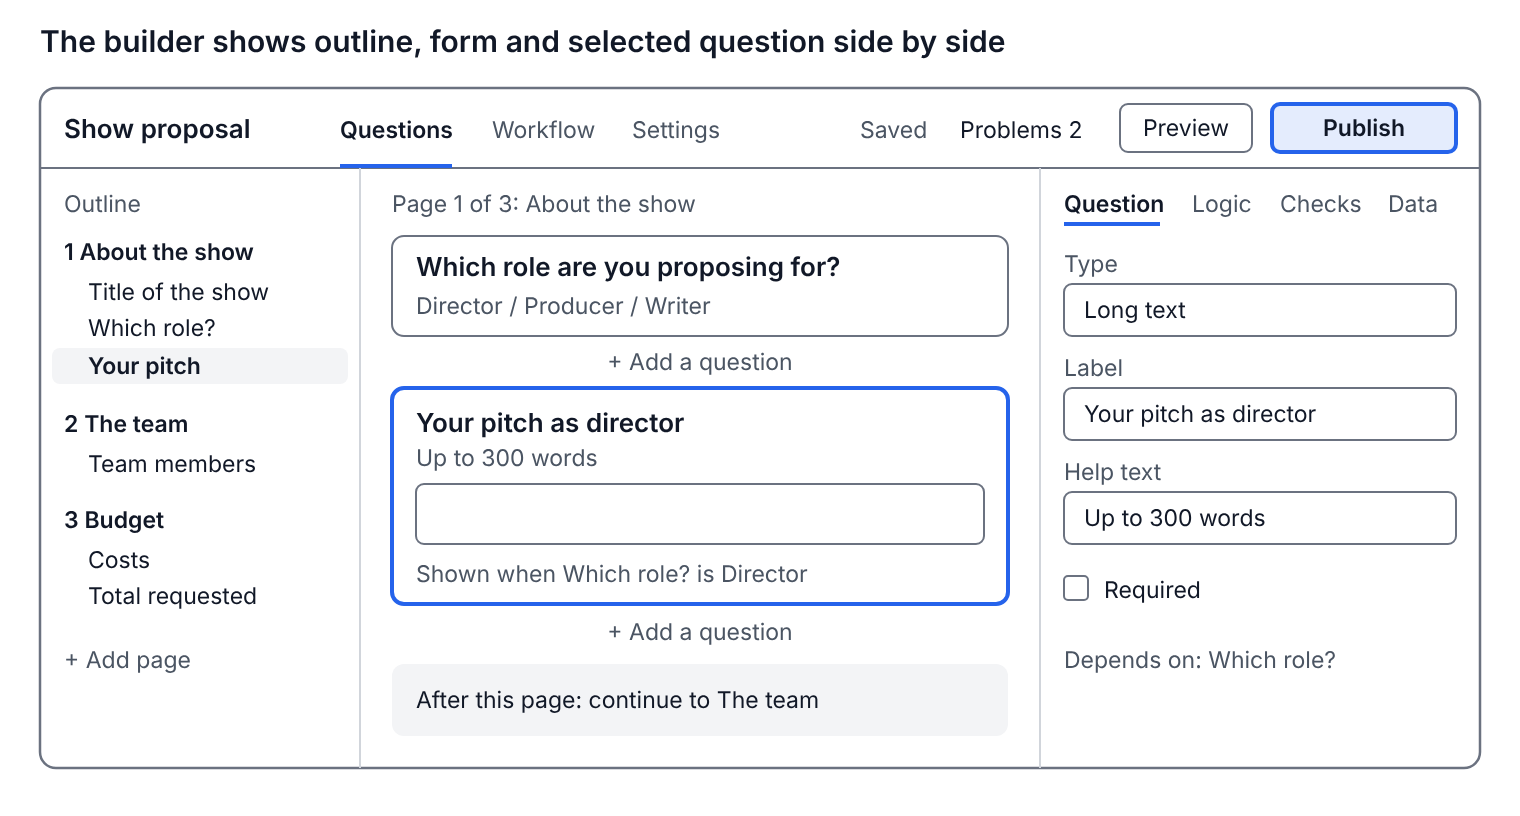 The builder shows outline, form and selected question side by side
Show proposal
Questions
Workflow
Settings
Saved
Problems 2
Preview
Publish
Outline
1 About the show
Title of the show
Which role?
Your pitch
2 The team
Team members
3 Budget
Costs
Total requested
+ Add page
Page 1 of 3: About the show
Which role are you proposing for?
Director / Producer / Writer
+ Add a question
Your pitch as director
Up to 300 words
Shown when Which role? is Director
+ Add a question
After this page: continue to The team
Question
Logic
Checks
Data
Type
Long text
Label
Your pitch as director
Help text
Up to 300 words
Required
Depends on: Which role?